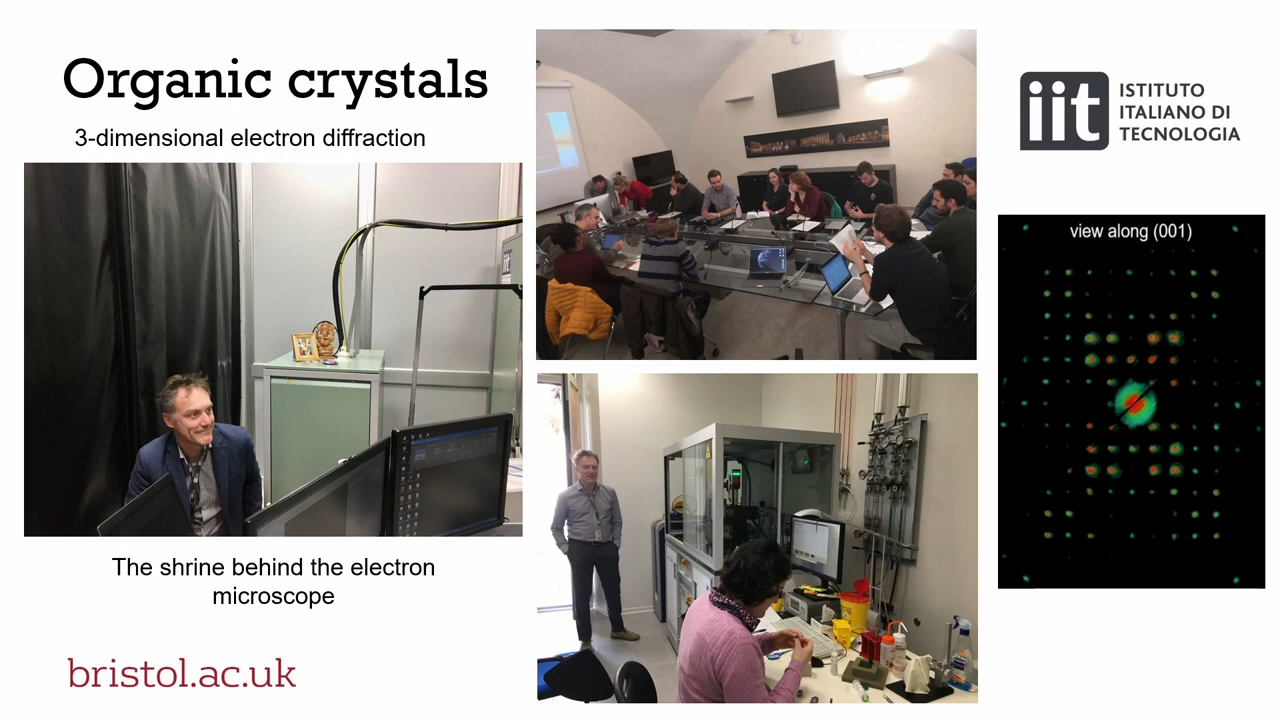 Organic crystals
3-dimensional electron diffraction
The shrine behind the electron
microscope
bristol.ac.uk
iit
ISTITUTO
ITALIANO DI
TECNOLOGIA
view along (001)